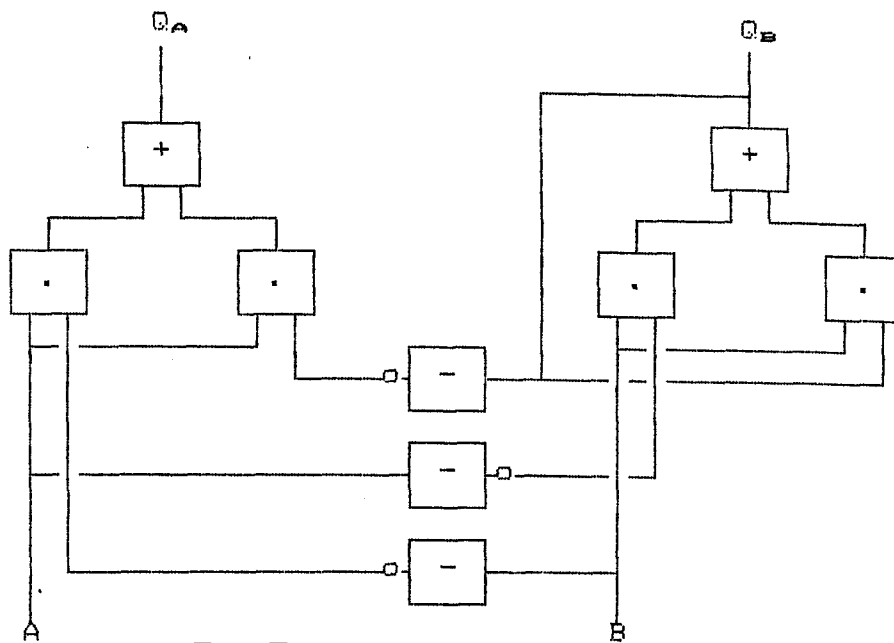 QA QB
+ +
. . . .
-
-
-
A B